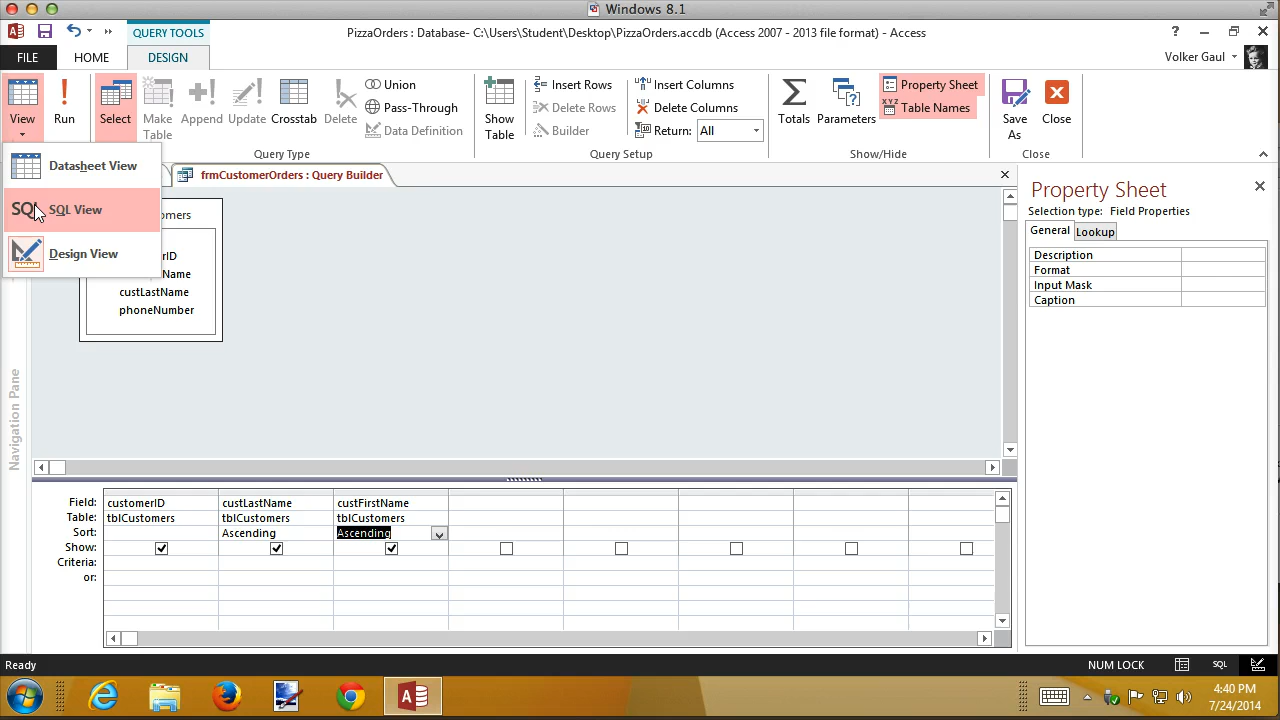 Windows 8.1
QUERY TOOLS
PizzaOrders : Database- C:\Users\Student\Desktop\PizzaOrders.accdb (Access 2007 - 2013 file format) - Access
?
FILE
HOME
DESIGN
Volker Gaul
View
Run
Select
Make Table
Append
Update
Crosstab
Delete
Union
Pass-Through
Data Definition
Query Type
Show Table
Insert Rows
Delete Rows
Builder
Insert Columns
Delete Columns
Return: All
Query Setup
Totals
Parameters
Property Sheet
XYZ Table Names
Show/Hide
Save As
Close
Close
Datasheet View
SQL SQL View
Design View
frmCustomerOrders : Query Builder
custLastName
phoneNumber
Navigation Pane
Property Sheet
Selection type: Field Properties
General
Lookup
Description
Format
Input Mask
Caption
Field: customerID custLastName custFirstName
Table: tblCustomers tblCustomers tblCustomers
Sort: Ascending Ascending
Show:
Criteria:
or:
Ready
NUM LOCK
SQL
4:40 PM
7/24/2014